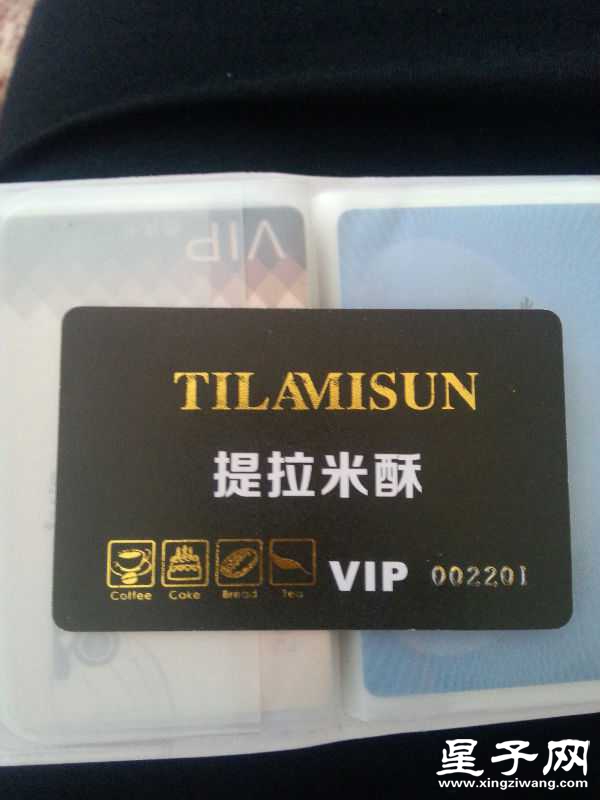 VIP
TILAMISUN
提拉米酥
Coffee Cake Bread Tea
VIP 002201
星子网
www.xingziwang.com